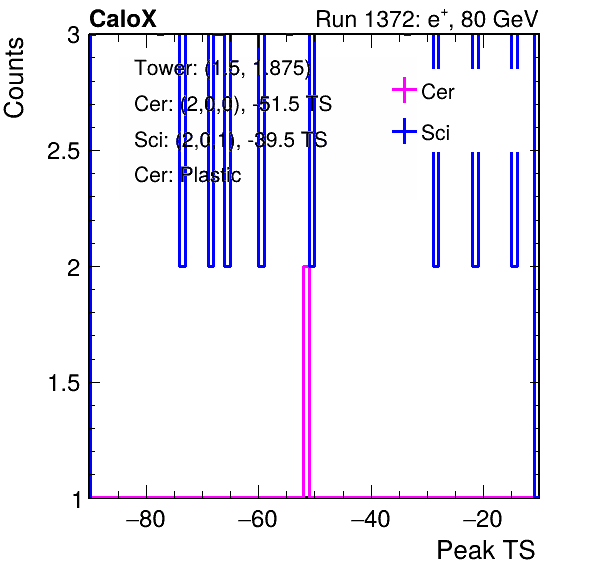 CaloX Run 1372: e⁺, 80 GeV
Counts
3
2.5
2
1.5
1
Tower: (1.5, 1.875)
Cer: (2,0,0), -51.5 TS
Sci: (2,0,1), -39.5 TS
Cer: Plastic
Cer
Sci
−80 −60 −40 −20
Peak TS